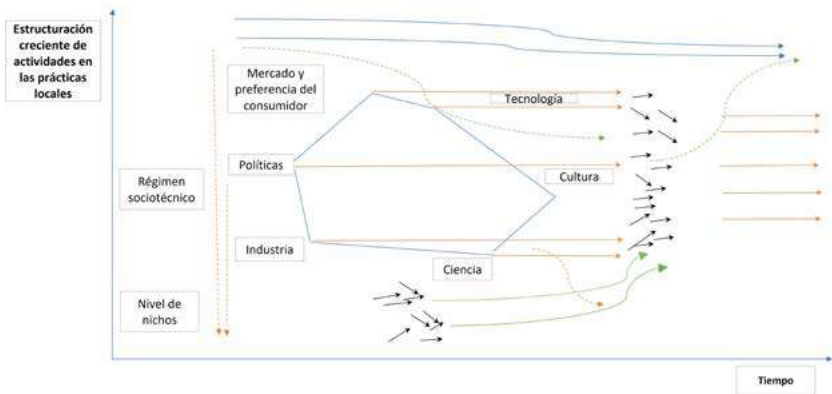 Estructuración
creciente de
actividades en
las prácticas
locales
Mercado y
preferencia del
consumidor
Tecnología
Políticas
Cultura
Régimen
sociotécnico
Industria
Ciencia
Nivel de
nichos
Tiempo